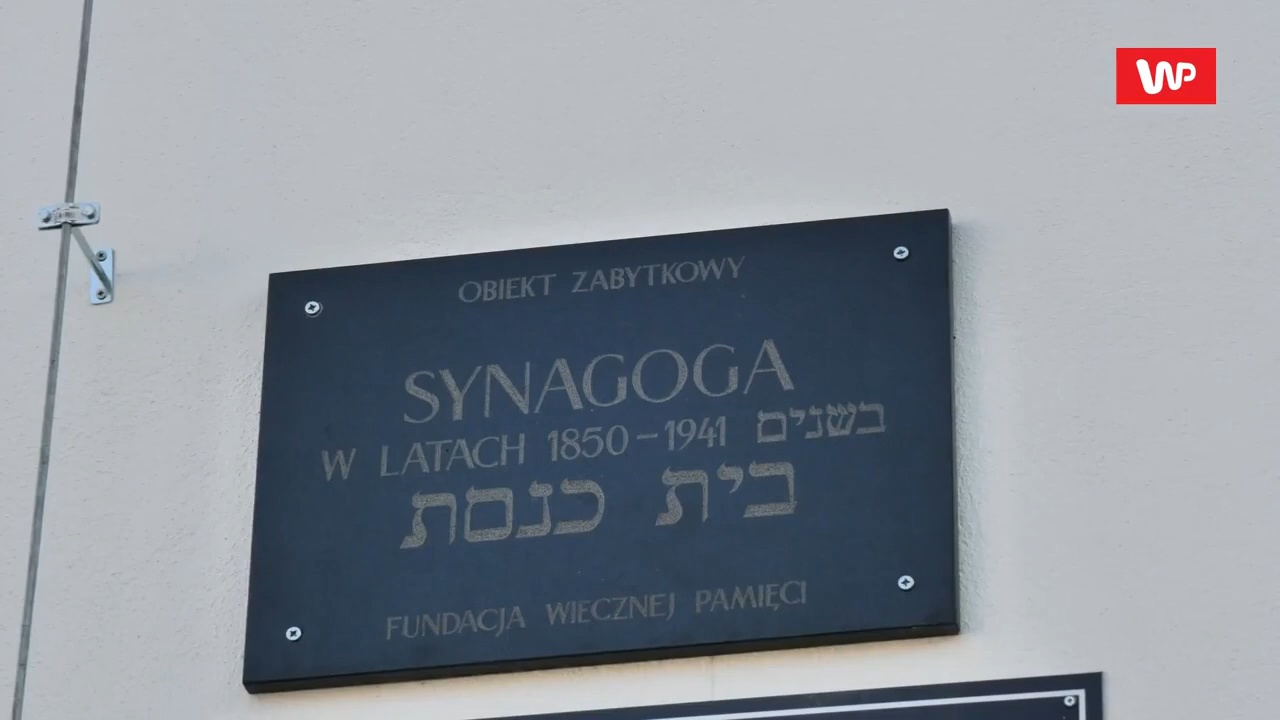 WP
OBIEKT ZABYTKOWY
SYNAGOGA
W LATACH 1850-1941 בשנים
בית כנסת
FUNDACJA WIECZNEJ PAMIĘCI